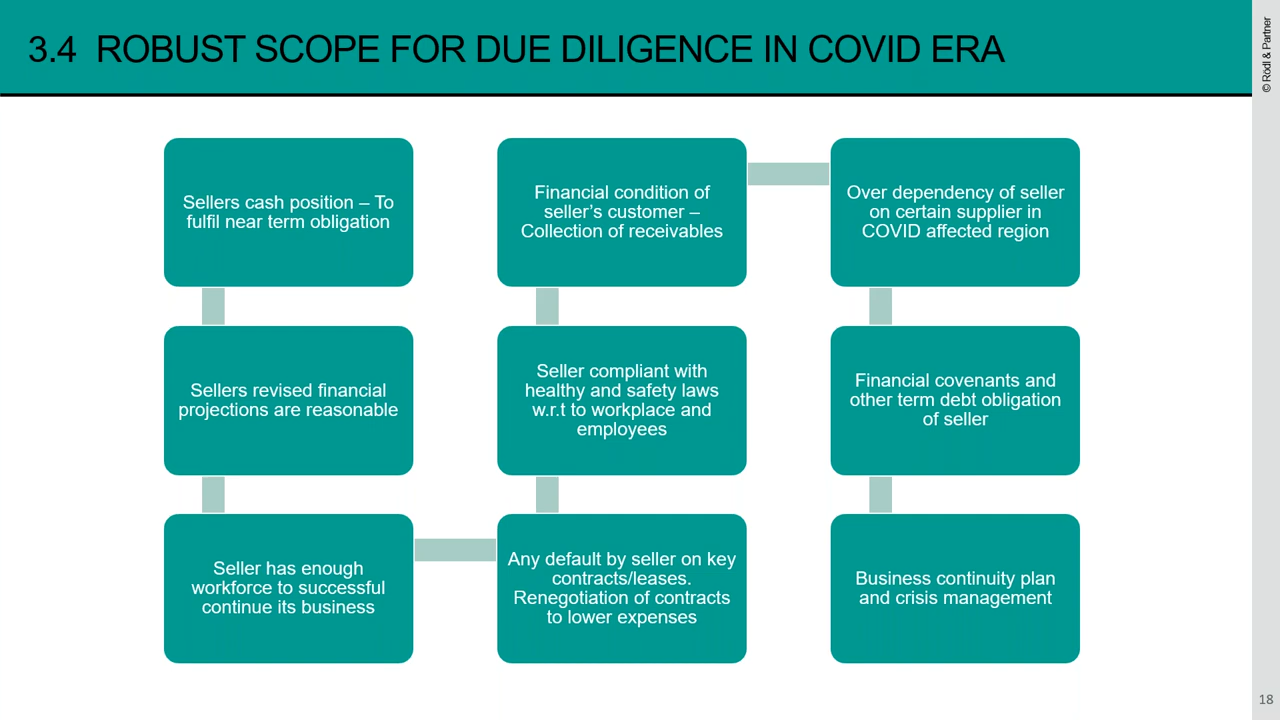 3.4 ROBUST SCOPE FOR DUE DILIGENCE IN COVID ERA
© Rödl & Partner
Sellers cash position – To
fulfil near term obligation
Sellers revised financial
projections are reasonable
Seller has enough
workforce to successful
continue its business
Any default by seller on key
contracts/leases.
Renegotiation of contracts
to lower expenses
Seller compliant with
healthy and safety laws
w.r.t to workplace and
employees
Financial condition of
seller’s customer –
Collection of receivables
Over dependency of seller
on certain supplier in
COVID affected region
Financial covenants and
other term debt obligation
of seller
Business continuity plan
and crisis management
18